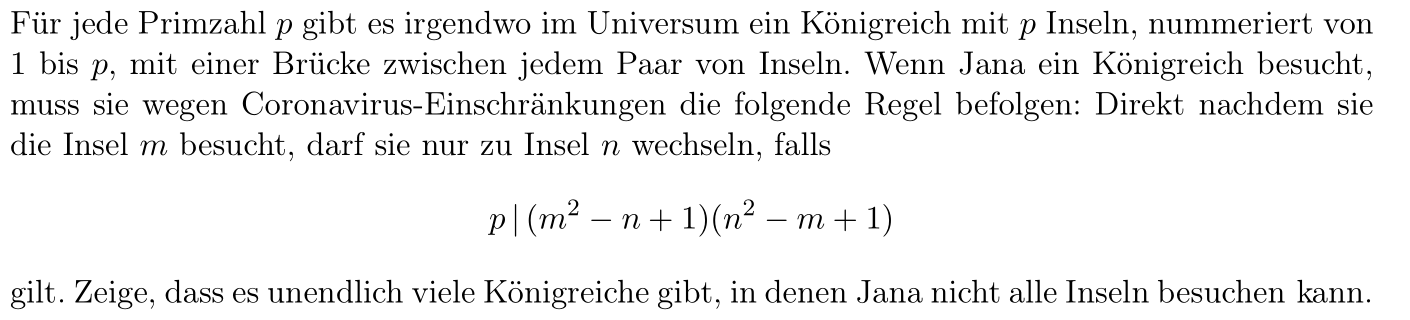 Für jede Primzahl p gibt es irgendwo im Universum ein Königreich mit p Inseln, nummeriert von
1 bis p, mit einer Brücke zwischen jedem Paar von Inseln. Wenn Jana ein Königreich besucht,
muss sie wegen Coronavirus-Einschränkungen die folgende Regel befolgen: Direkt nachdem sie
die Insel m besucht, darf sie nur zu Insel n wechseln, falls
p | (m² − n + 1)(n² − m + 1)
gilt. Zeige, dass es unendlich viele Königreiche gibt, in denen Jana nicht alle Inseln besuchen kann.